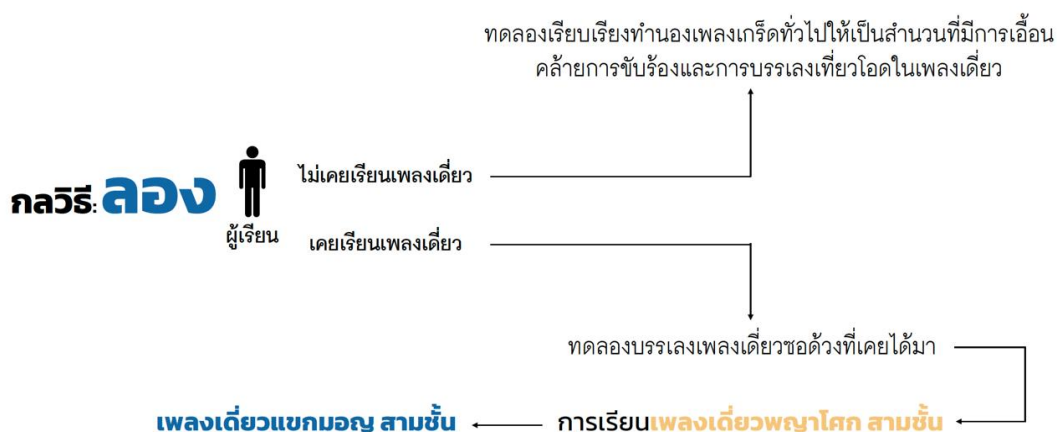 ทดลองเรียบเรียงทำนองเพลงเกร็ดทั่วไปให้เป็นสำนวนที่มีการเอื้อน
คล้ายการขับร้องและการบรรเลงเที่ยวโอดในเพลงเดี่ยว
กลวิธี: ลอง
ผู้เรียน
ไม่เคยเรียนเพลงเดี่ยว
เคยเรียนเพลงเดี่ยว
ทดลองบรรเลงเพลงเดี่ยวซอด้วงที่เคยได้มา
เพลงเดี่ยวแขกมอญ สามชั้น
การเรียนเพลงเดี่ยวพญาโศก สามชั้น